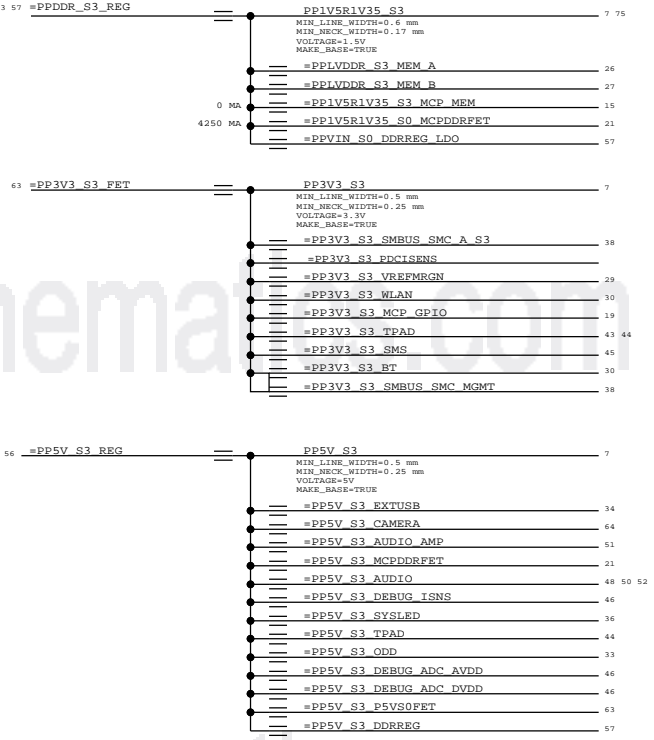 3 57 =PPDDR_S3_REG PP1V5R1V35_S3 7 75
MIN_LINE_WIDTH=0.6 mm
MIN_NECK_WIDTH=0.17 mm
VOLTAGE=1.5V
MAKE_BASE=TRUE
=PPLVDDR_S3_MEM_A 26
=PPLVDDR_S3_MEM_B 27
0 MA =PP1V5R1V35_S3_MCP_MEM 15
4250 MA =PP1V5R1V35_S0_MCPDDRFET 21
=PPVIN_S0_DDRREG_LDO 57
63 =PP3V3_S3_FET PP3V3_S3 7
MIN_LINE_WIDTH=0.5 mm
MIN_NECK_WIDTH=0.25 mm
VOLTAGE=3.3V
MAKE_BASE=TRUE
=PP3V3_S3_SMBUS_SMC_A_S3 38
=PP3V3_S3_PDCISENS
=PP3V3_S3_VREFMRGN 29
=PP3V3_S3_WLAN 30
=PP3V3_S3_MCP_GPIO 19
=PP3V3_S3_TPAD 43 44
=PP3V3_S3_SMS 45
=PP3V3_S3_BT 30
=PP3V3_S3_SMBUS_SMC_MGMT 38
hematics.com
56 =PP5V_S3_REG PP5V_S3 7
MIN_LINE_WIDTH=0.5 mm
MIN_NECK_WIDTH=0.25 mm
VOLTAGE=5V
MAKE_BASE=TRUE
=PP5V_S3_EXTUSB 34
=PP5V_S3_CAMERA 64
=PP5V_S3_AUDIO_AMP 51
=PP5V_S3_MCPDDRFET 21
=PP5V_S3_AUDIO 48 50 52
=PP5V_S3_DEBUG_ISNS 46
=PP5V_S3_SYSLED 36
=PP5V_S3_TPAD 44
=PP5V_S3_ODD 33
=PP5V_S3_DEBUG_ADC_AVDD 46
=PP5V_S3_DEBUG_ADC_DVDD 46
=PP5V_S3_P5VS0FET 63
=PP5V_S3_DDRREG 57